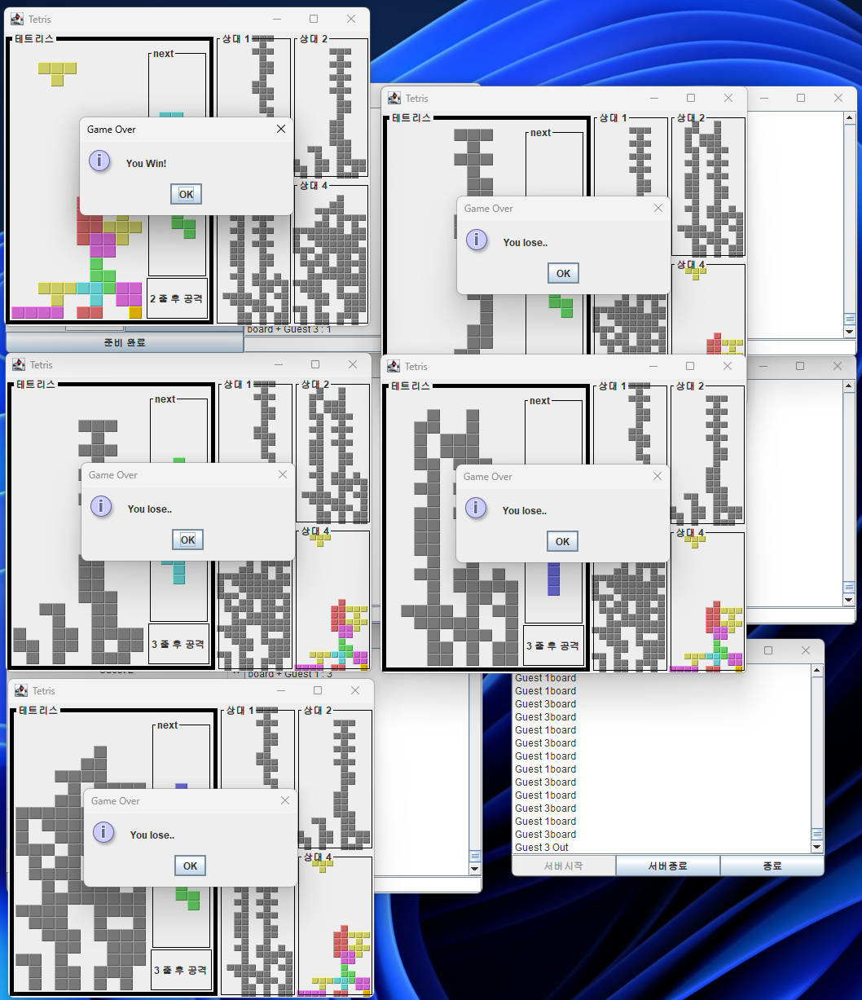 Tetris
테트리스
next
상대 1
상대 2
상대 4
Game Over
You Win!
OK
2 줄 후 공격
board + Guest 3 : 1
준비 완료
Tetris
테트리스
next
상대 1
상대 2
상대 4
Game Over
You lose..
OK
Tetris
테트리스
next
상대 1
상대 2
상대 4
Game Over
You lose..
OK
3 줄 후 공격
board + Guest 1 : 3
Tetris
테트리스
next
상대 1
상대 2
상대 4
Game Over
You lose..
OK
3 줄 후 공격
Tetris
테트리스
next
상대 1
상대 2
상대 4
Game Over
You lose..
OK
3 줄 후 공격
Guest 1board
Guest 1board
Guest 3board
Guest 3board
Guest 1board
Guest 3board
Guest 1board
Guest 1board
Guest 3board
Guest 1board
Guest 3board
Guest 1board
Guest 3board
Guest 3 Out
서버시작
서버종료
종료